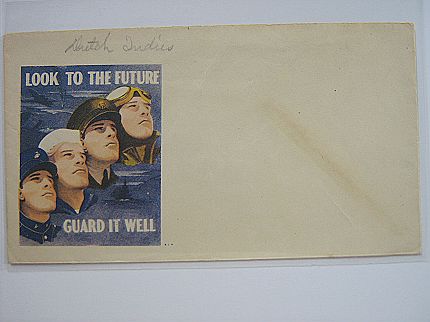 Dutch Indies
LOOK TO THE FUTURE
GUARD IT WELL